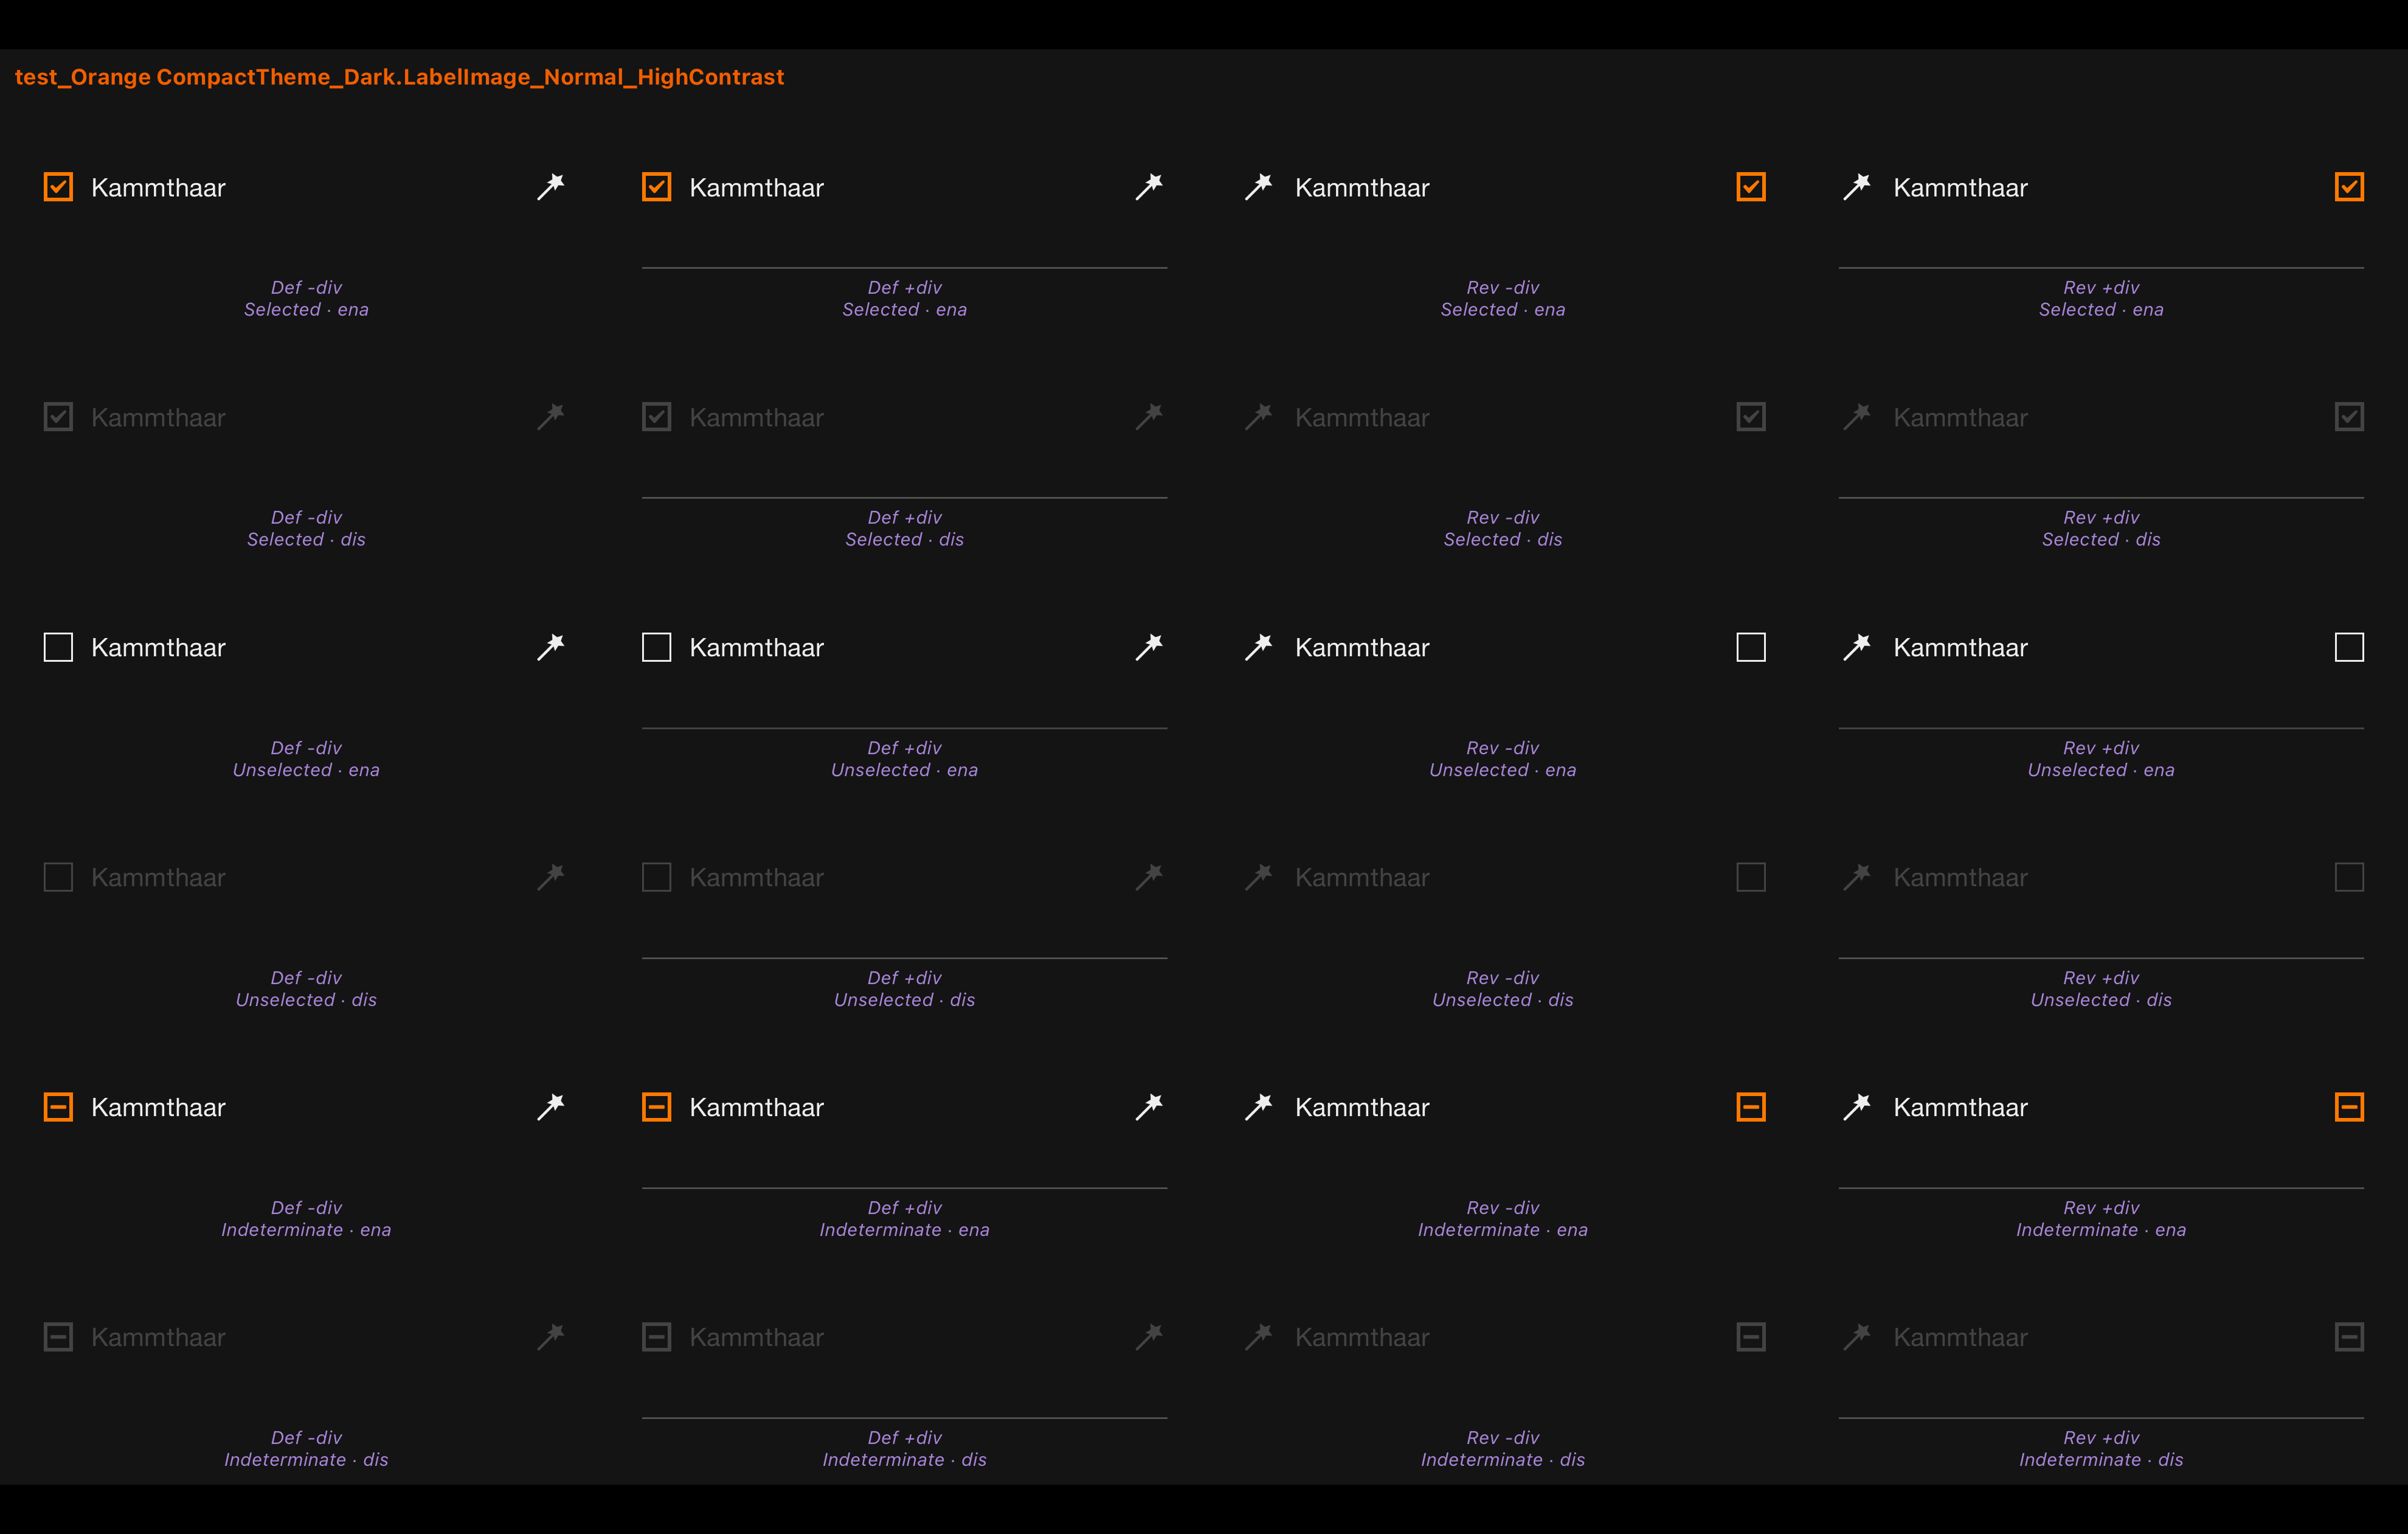 test_Orange CompactTheme_Dark.LabelImage_Normal_HighContrast
Kammthaar
Kammthaar
Kammthaar
Kammthaar
Def -div
Selected · ena
Def +div
Selected · ena
Rev -div
Selected · ena
Rev +div
Selected · ena
Kammthaar
Kammthaar
Kammthaar
Kammthaar
Def -div
Selected · dis
Def +div
Selected · dis
Rev -div
Selected · dis
Rev +div
Selected · dis
Kammthaar
Kammthaar
Kammthaar
Kammthaar
Def -div
Unselected · ena
Def +div
Unselected · ena
Rev -div
Unselected · ena
Rev +div
Unselected · ena
Kammthaar
Kammthaar
Kammthaar
Kammthaar
Def -div
Unselected · dis
Def +div
Unselected · dis
Rev -div
Unselected · dis
Rev +div
Unselected · dis
Kammthaar
Kammthaar
Kammthaar
Kammthaar
Def -div
Indeterminate · ena
Def +div
Indeterminate · ena
Rev -div
Indeterminate · ena
Rev +div
Indeterminate · ena
Kammthaar
Kammthaar
Kammthaar
Kammthaar
Def -div
Indeterminate · dis
Def +div
Indeterminate · dis
Rev -div
Indeterminate · dis
Rev +div
Indeterminate · dis